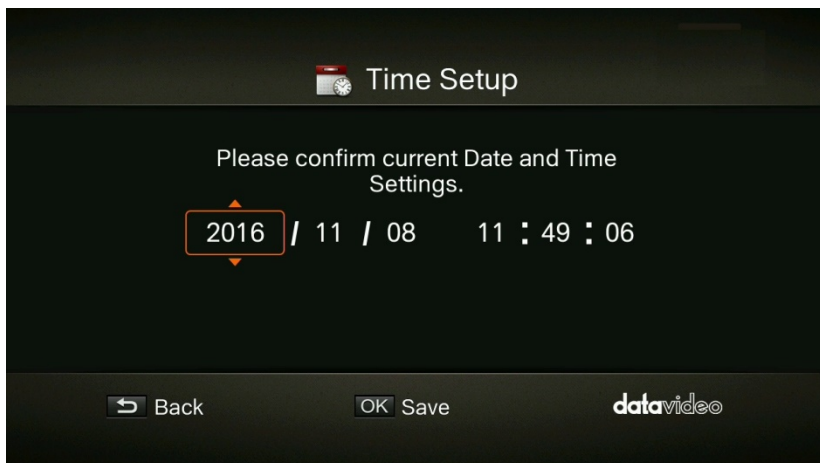 Time Setup
Please confirm current Date and Time
Settings.
2016 / 11 / 08 11 : 49 : 06
Back OK Save datavideo